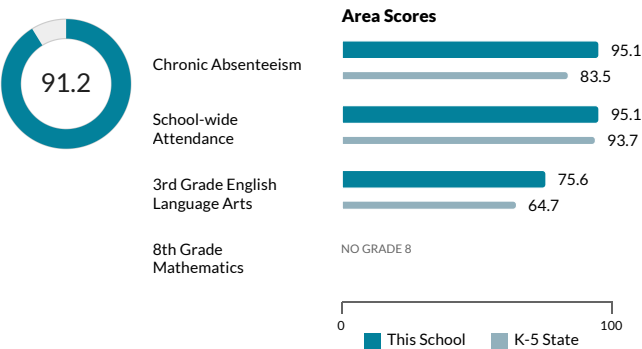 91.2
Area Scores
Chronic Absenteeism
95.1
83.5
School-wide
Attendance
95.1
93.7
3rd Grade English
Language Arts
75.6
64.7
8th Grade
Mathematics
NO GRADE 8
0
100
This School
K-5 State